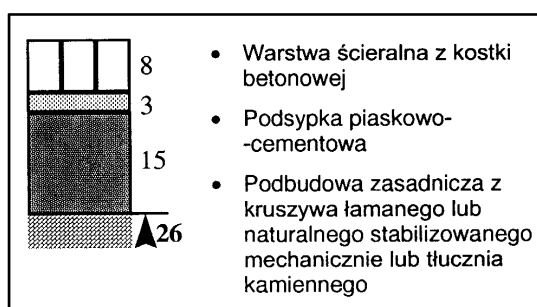 8
3
15
26
• Warstwa ścieralna z kostki
betonowej
• Podsypka piaskowo-
-cementowa
• Podbudowa zasadnicza z
kruszywa łamanego lub
naturalnego stabilizowanego
mechanicznie lub tłucznia
kamiennego